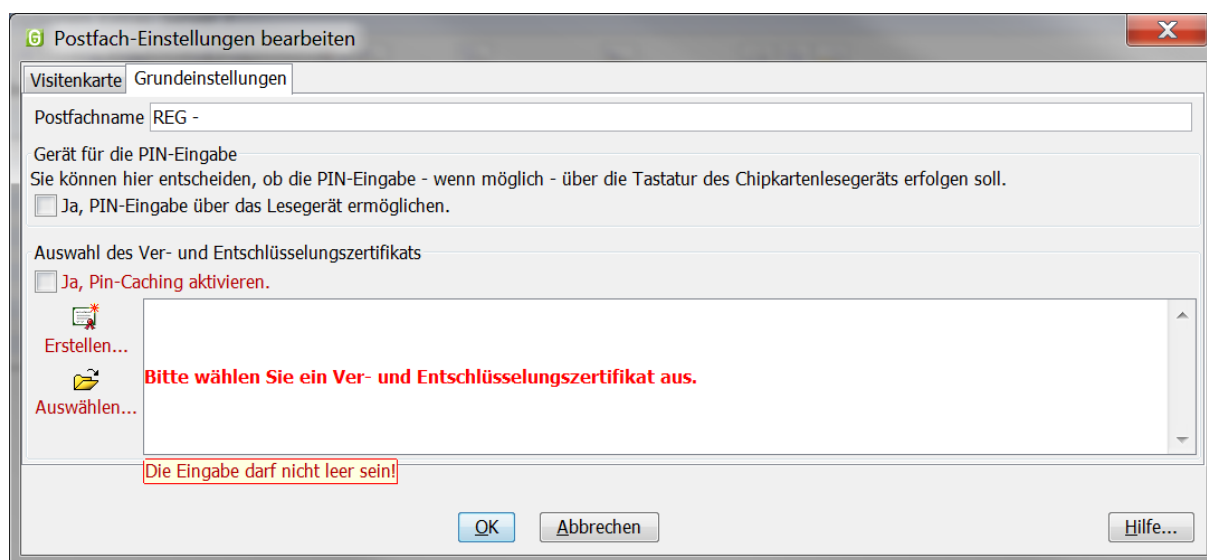 Postfach-Einstellungen bearbeiten
Visitenkarte
Grundeinstellungen
Postfachname REG -
Gerät für die PIN-Eingabe
Sie können hier entscheiden, ob die PIN-Eingabe - wenn möglich - über die Tastatur des Chipkartenlesegeräts erfolgen soll.
Ja, PIN-Eingabe über das Lesegerät ermöglichen.
Auswahl des Ver- und Entschlüsselungszertifikats
Ja, Pin-Caching aktivieren.
Erstellen...
Bitte wählen Sie ein Ver- und Entschlüsselungszertifikat aus.
Auswählen...
Die Eingabe darf nicht leer sein!
OK
Abbrechen
Hilfe...